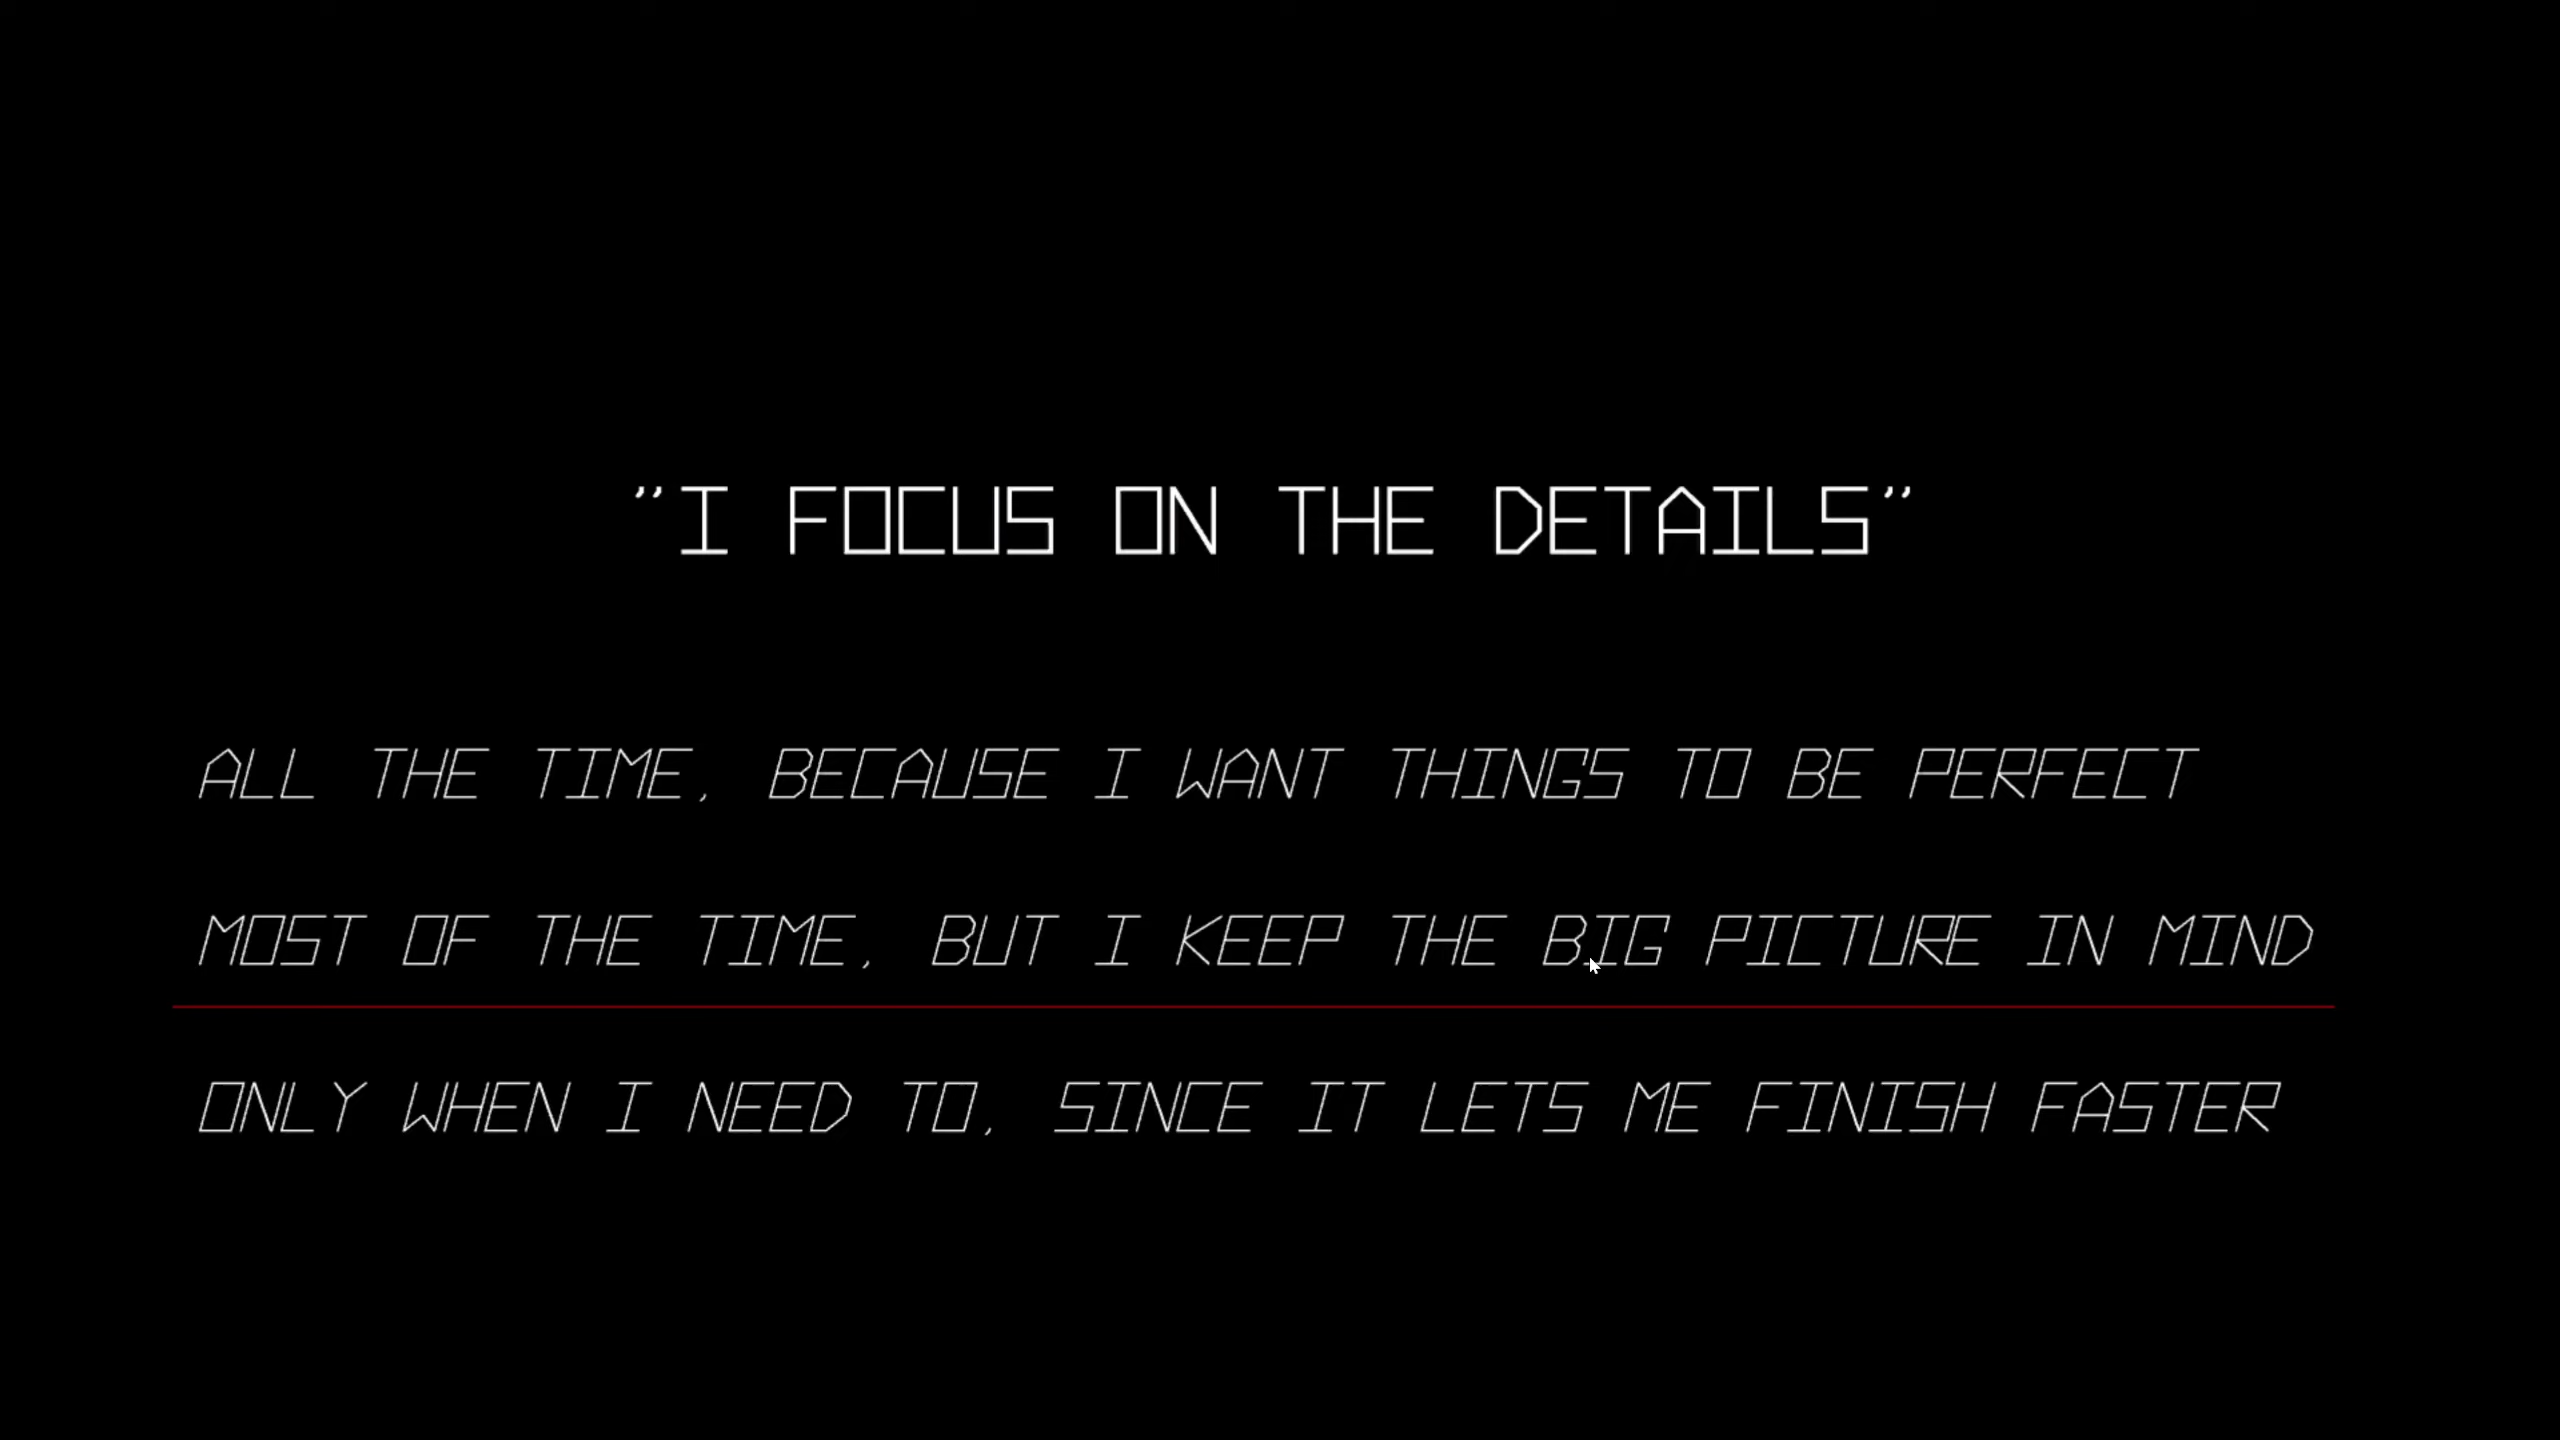 ”I FOCUS ON THE DETAILS”
ALL THE TIME, BECAUSE I WANT THINGS TO BE PERFECT
MOST OF THE TIME, BUT I KEEP THE BIG PICTURE IN MIND
ONLY WHEN I NEED TO, SINCE IT LETS ME FINISH FASTER